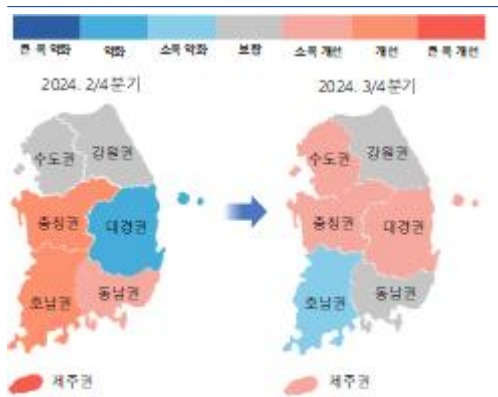 큰 폭 악화 악화 소폭 악화 보합 소폭 개선 개선 큰 폭 개선
2024. 2/4분기 2024. 3/4분기
수도권 강원권 수도권 강원권
충청권 대경권 충청권 대경권
호남권 동남권 호남권 동남권
제주권 제주권